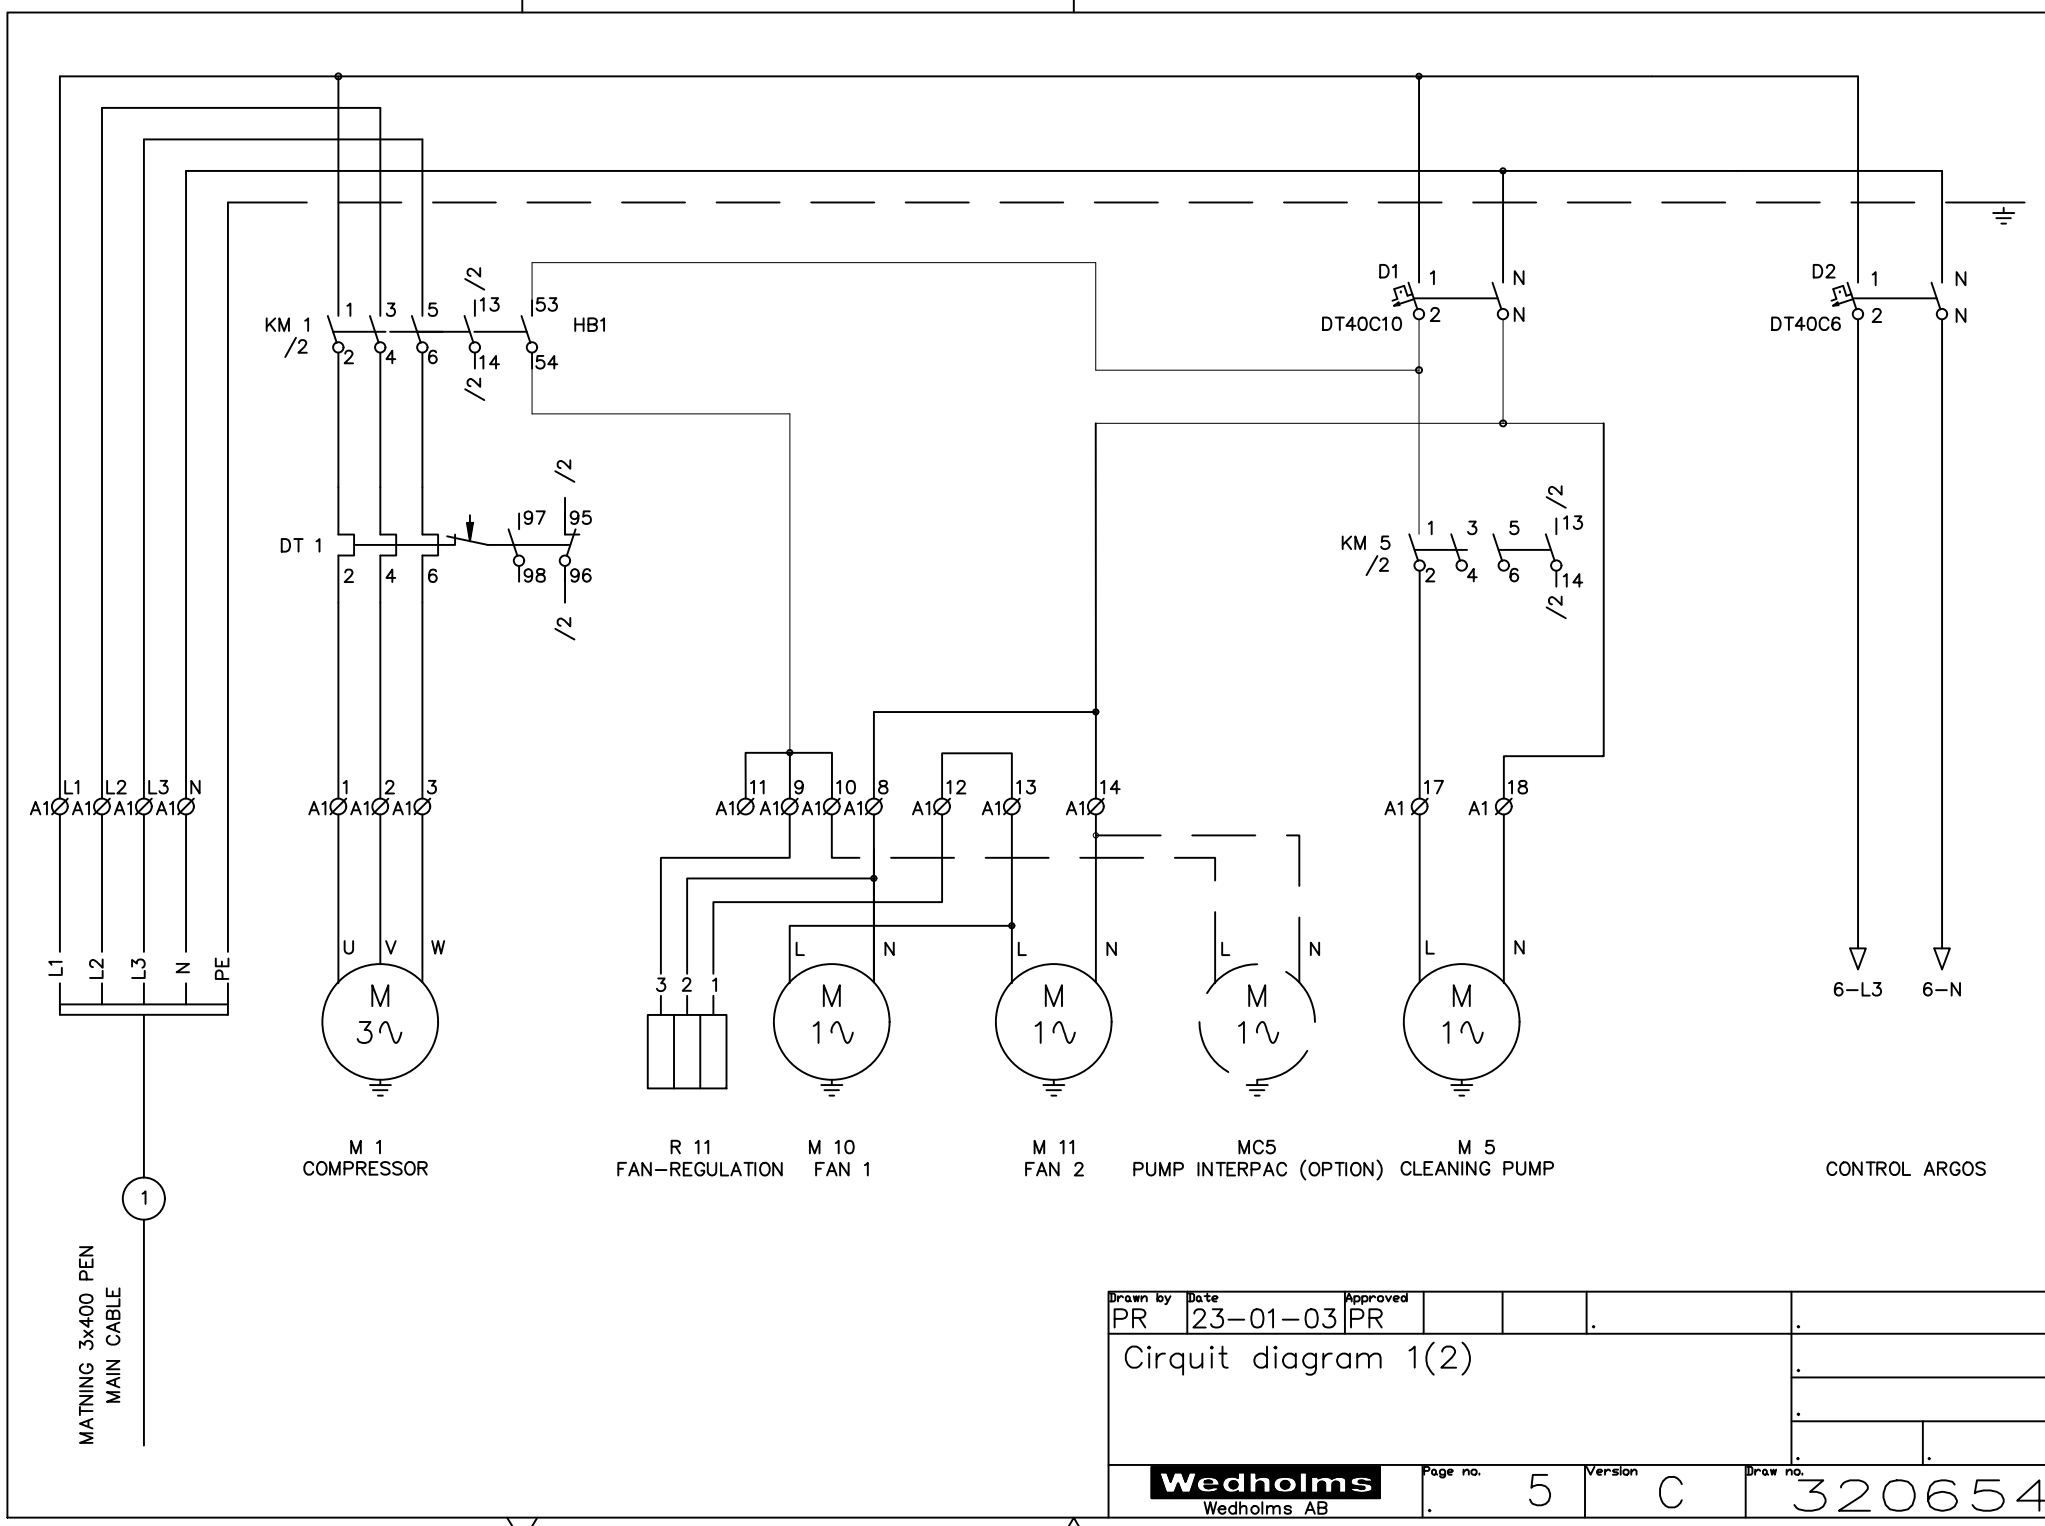 1 3 5 /2 13 53
KM 1 HB1
/2 2 4 6 14 54
/2
D1 1 N
DT40C10 2 N
D2 1 N
DT40C6 2 N
/2
97 95
DT 1
2 4 6 98 96
/2
/2
1 3 5 13
KM 5
/2 2 4 6 14
/2
L1 L2 L3 N 1 2 3 11 9 10 8 12 13 14 17 18
A1 A1 A1 A1 A1 A1 A1 A1 A1 A1 A1 A1 A1 A1 A1 A1
U V W L N L N L N L N
L1 L2 L3 N PE
3 2 1
6-L3 6-N
M M M M M
3∿ 1∿ 1∿ 1∿ 1∿
M 1 R 11 M 10 M 11 MC5 M 5
COMPRESSOR FAN-REGULATION FAN 1 FAN 2 PUMP INTERPAC (OPTION) CLEANING PUMP CONTROL ARGOS
1
MATNING 3x400 PEN
MAIN CABLE
Drawn by Date Approved
PR 23-01-03 PR . .
Cirquit diagram 1(2)
.
.
. .
Wedholms Page no. Version Draw no.
. 5 C 320654
Wedholms AB